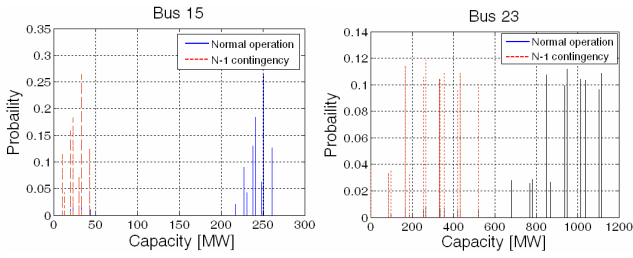 Bus 15
0.35
0.3
0.25
0.2
0.15
0.1
0.05
0
Probaility
Normal operation
N-1 contingency
0 50 100 150 200 250 300
Capacity [MW]
Bus 23
0.14
0.12
0.1
0.08
0.06
0.04
0.02
0
Probaility
Normal operation
N-1 contingency
0 200 400 600 800 1000 1200
Capacity [MW]